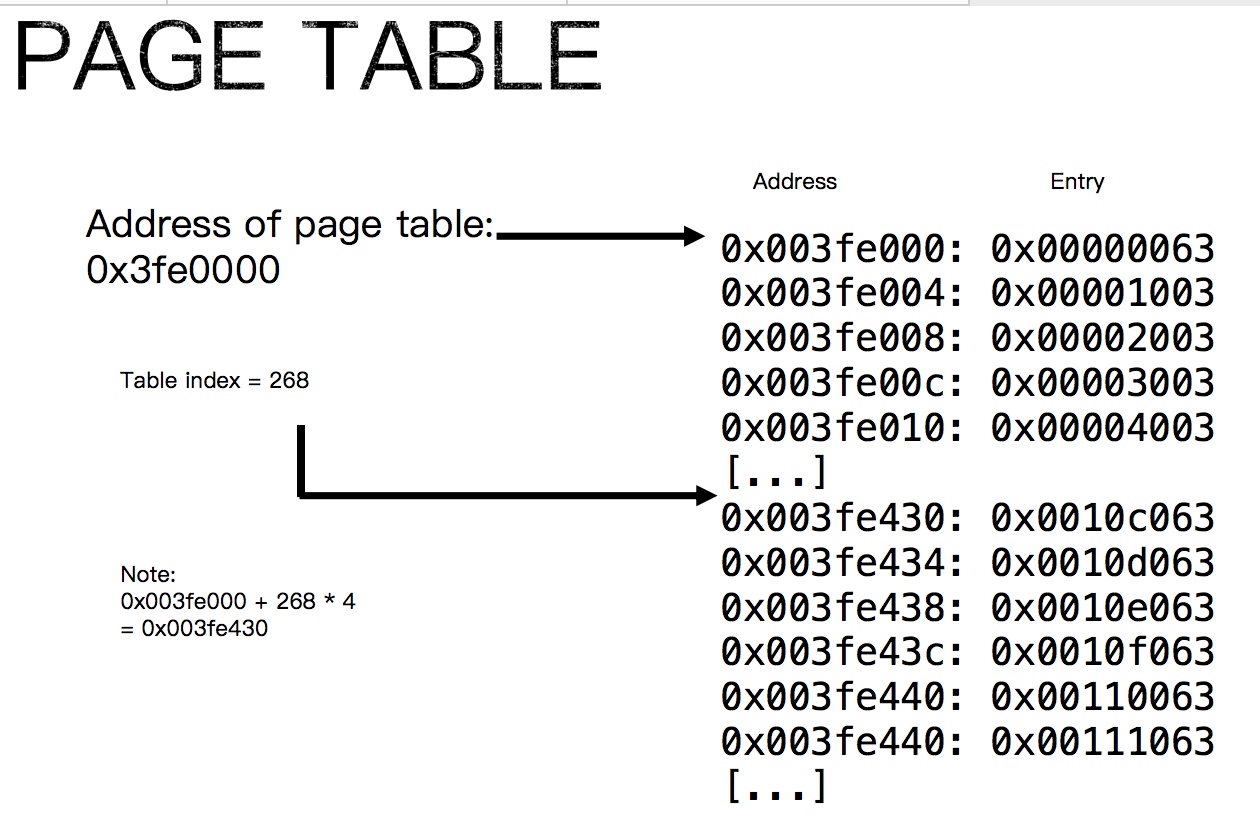 PAGE TABLE
Address of page table:
0x3fe0000
Table index = 268
Note:
0x003fe000 + 268 * 4
= 0x003fe430
Address Entry
0x003fe000: 0x00000063
0x003fe004: 0x00001003
0x003fe008: 0x00002003
0x003fe00c: 0x00003003
0x003fe010: 0x00004003
[...]
0x003fe430: 0x0010c063
0x003fe434: 0x0010d063
0x003fe438: 0x0010e063
0x003fe43c: 0x0010f063
0x003fe440: 0x00110063
0x003fe440: 0x00111063
[...]